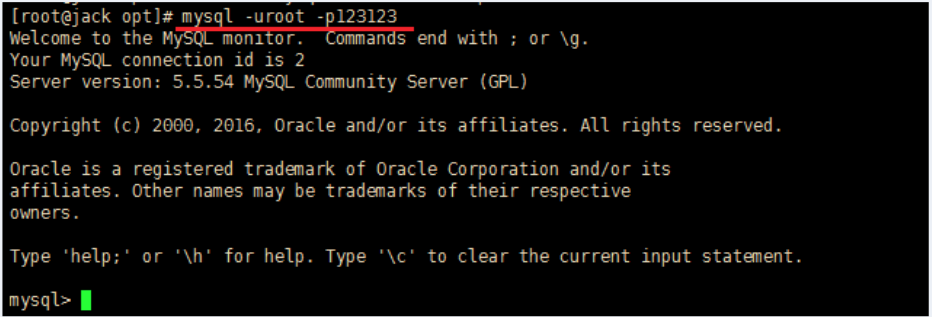 [root@jack opt]# mysql -uroot -p123123
Welcome to the MySQL monitor.  Commands end with ; or \g.
Your MySQL connection id is 2
Server version: 5.5.54 MySQL Community Server (GPL)
Copyright (c) 2000, 2016, Oracle and/or its affiliates. All rights reserved.
Oracle is a registered trademark of Oracle Corporation and/or its
affiliates. Other names may be trademarks of their respective
owners.
Type 'help;' or '\h' for help. Type '\c' to clear the current input statement.
mysql>